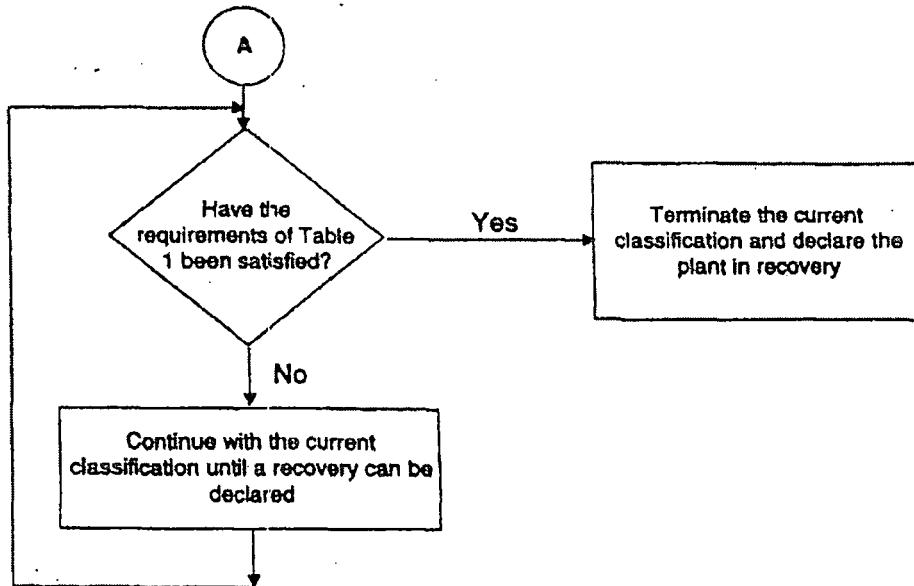 A
Have the
requirements of Table
1 been satisfied?
Yes
Terminate the current
classification and declare the
plant in recovery
No
Continue with the current
classification until a recovery can be
declared